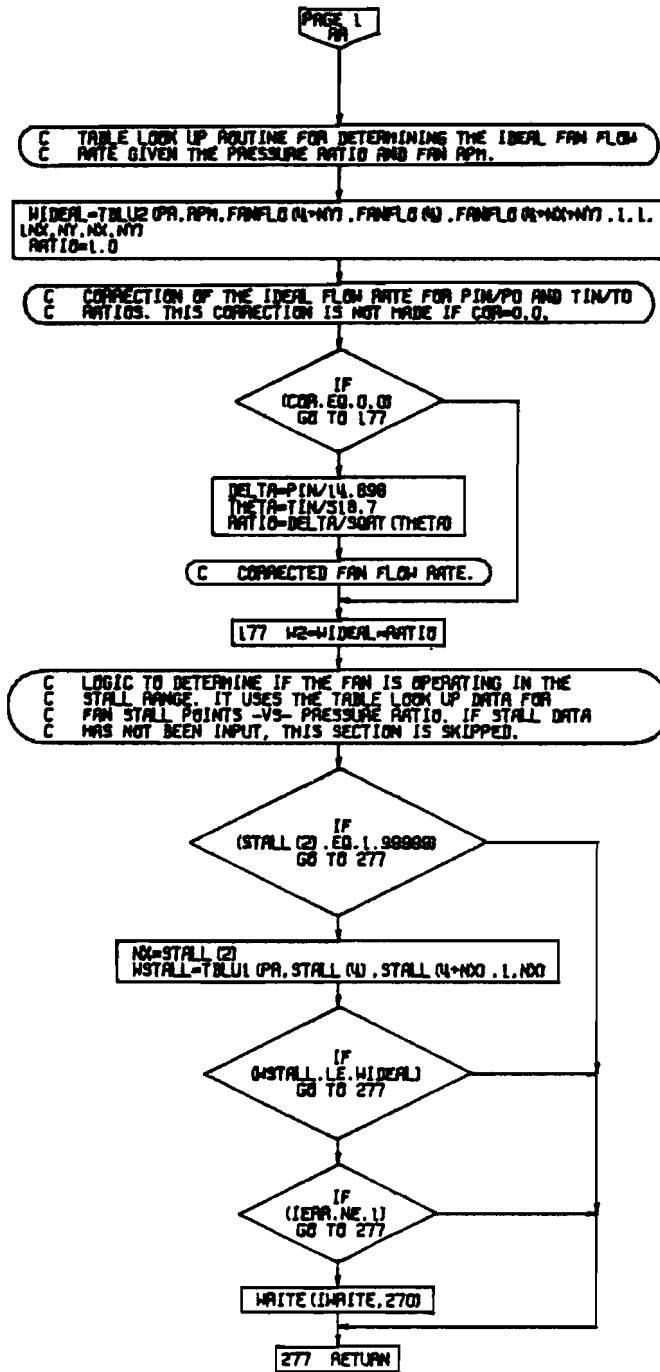 PAGE 1
AA
C TABLE LOOK UP ROUTINE FOR DETERMINING THE IDEAL FAN FLOW
C RATE GIVEN THE PRESSURE RATIO AND FAN RPM.
WIDEAL=TBLU2(PR,RPM,FANFLO(4+NY),FANFLO(4),FANFLO(4+NX+NY),1,1,
1NX,NY,NX,NY)
RATIO=1.0
C CORRECTION OF THE IDEAL FLOW RATE FOR PIN/PO AND TIN/TO
C RATIOS. THIS CORRECTION IS NOT MADE IF COR=0.0.
IF
(COR.EQ.0.0)
GO TO 177
DELTA=PIN/14.696
THETA=TIN/518.7
RATIO=DELTA/SQRT(THETA)
C CORRECTED FAN FLOW RATE.
177 W2=WIDEAL*RATIO
C LOGIC TO DETERMINE IF THE FAN IS OPERATING IN THE
C STALL RANGE. IT USES THE TABLE LOOK UP DATA FOR
C FAN STALL POINTS -VS- PRESSURE RATIO. IF STALL DATA
C HAS NOT BEEN INPUT, THIS SECTION IS SKIPPED.
IF
(STALL(2).EQ.1.99999)
GO TO 277
NX=STALL(2)
WSTALL=TBLU1(PR,STALL(4),STALL(4+NX),1,NX)
IF
(WSTALL.LE.WIDEAL)
GO TO 277
IF
(IERR.NE.1)
GO TO 277
WRITE(IWRITE,270)
277 RETURN